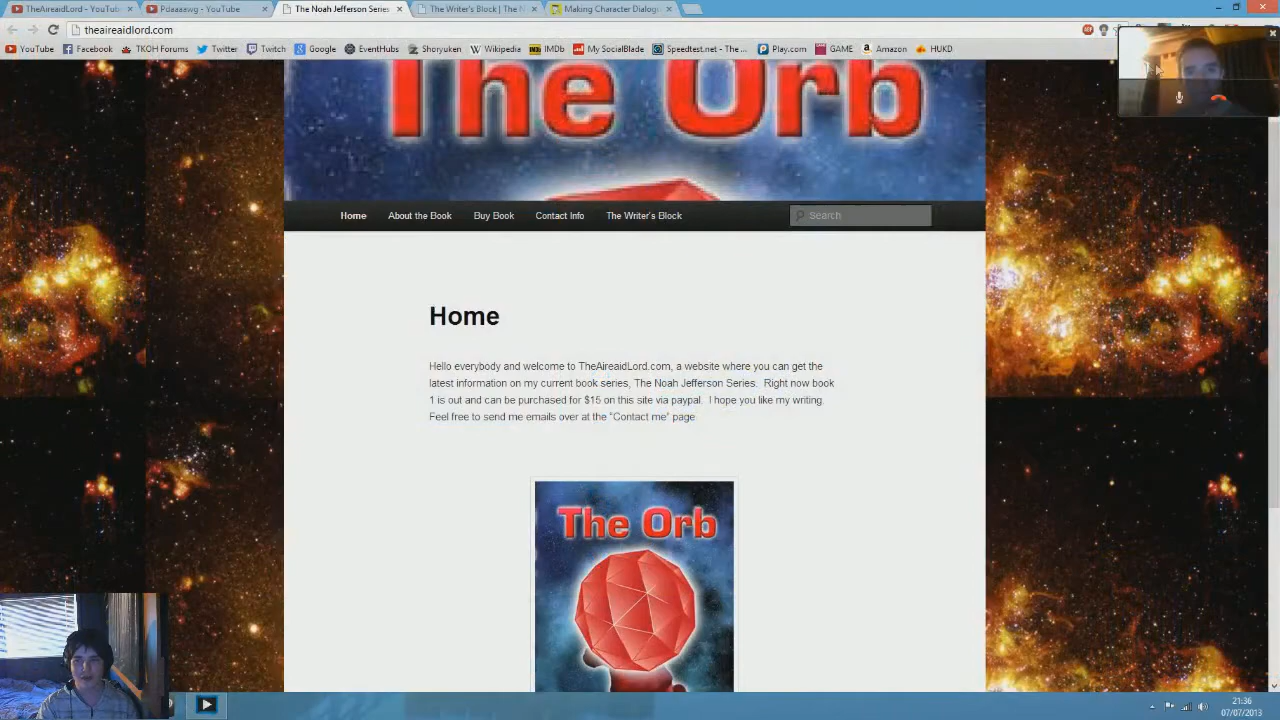 TheAireaidLord - YouTu
Pdaaaawg - YouTube
The Noah Jefferson Series
The Writer's Block | The N
Making Character Dialog
theaireaidlord.com
YouTube Facebook TKOH Forums Twitter Twitch Google EventHubs Shoryuken Wikipedia IMDb My SocialBlade Speedtest.net - The ... Play.com GAME Amazon HUKD
The Orb
Home About the Book Buy Book Contact Info The Writer's Block Search
Home
Hello everybody and welcome to TheAireaidLord.com, a website where you can get the
latest information on my current book series, The Noah Jefferson Series. Right now book
1 is out and can be purchased for $15 on this site via paypal. I hope you like my writing.
Feel free to send me emails over at the "Contact me" page
The Orb
21:36
07/07/2013